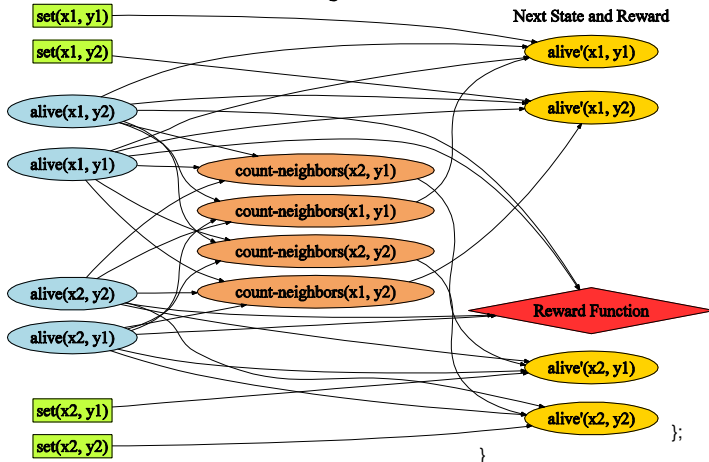 set(x1, y1)
Next State and Reward
set(x1, y2)
alive'(x1, y1)
alive(x1, y2)
alive'(x1, y2)
alive(x1, y1)
count-neighbors(x2, y1)
count-neighbors(x1, y1)
count-neighbors(x2, y2)
alive(x2, y2)
count-neighbors(x1, y2)
Reward Function
alive(x2, y1)
alive'(x2, y1)
set(x2, y1)
alive'(x2, y2)
};
set(x2, y2)
}